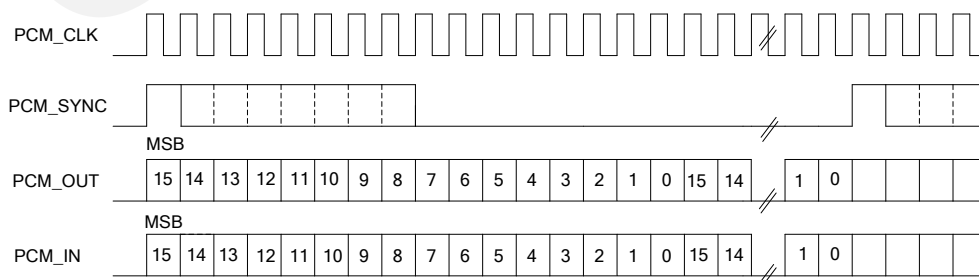 PCM_CLK
PCM_SYNC
MSB
PCM_OUT 15 14 13 12 11 10 9 8 7 6 5 4 3 2 1 0 15 14 1 0
MSB
PCM_IN 15 14 13 12 11 10 9 8 7 6 5 4 3 2 1 0 15 14 1 0